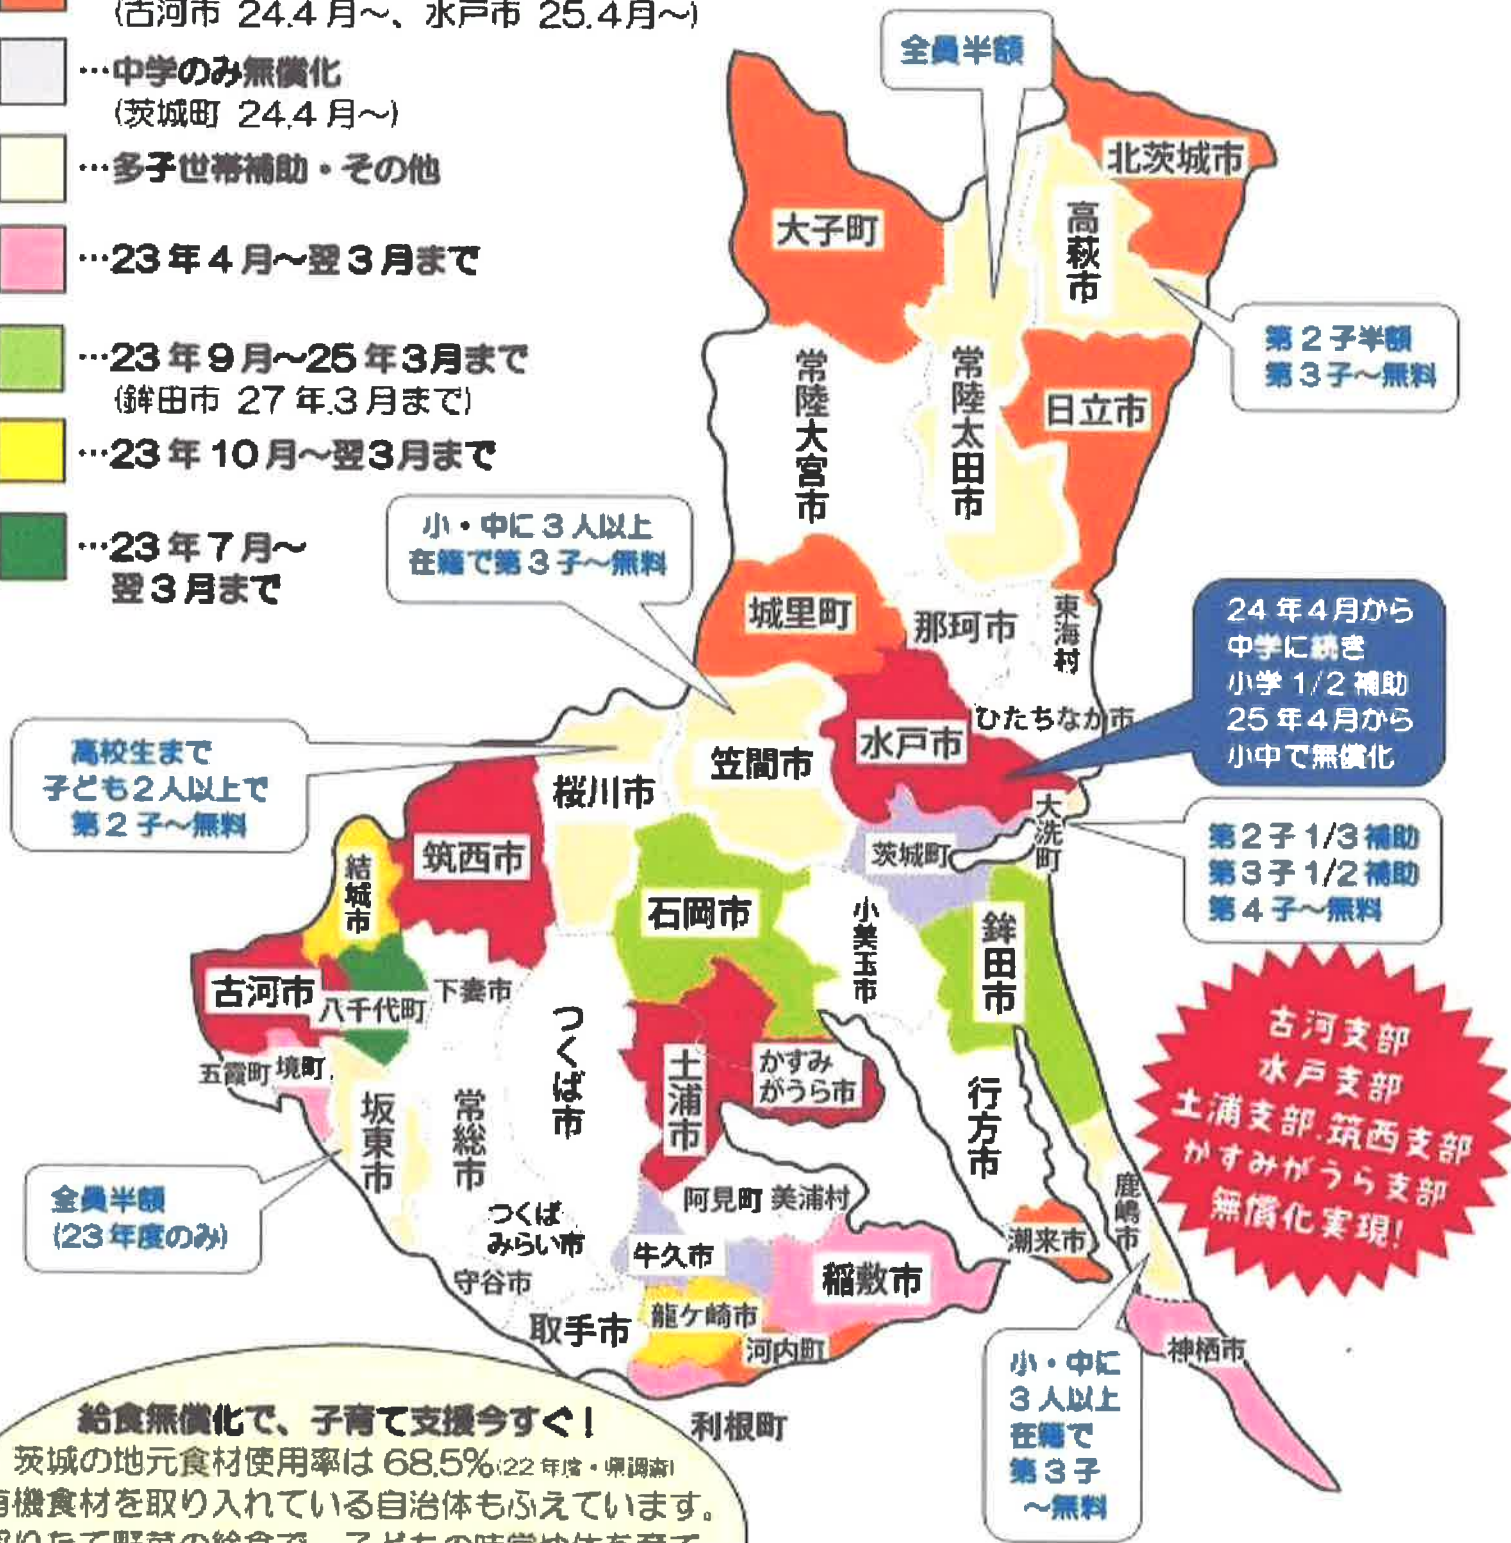 (古河市 24.4月～、水戸市 25.4月～)
…中学のみ無償化
(茨城町 24.4月～)
…多子世帯補助・その他
…23年4月～翌3月まで
…23年9月～25年3月まで
(鉾田市 27年.3月まで)
…23年10月～翌3月まで
…23年7月～
翌3月まで
全員半額
北茨城市
大子町
高萩市
第2子半額
第3子～無料
常陸大宮市
常陸太田市
日立市
小・中に3人以上
在籍で第3子～無料
城里町
那珂市
東海村
24年4月から
中学に続き
小学1/2補助
25年4月から
小中で無償化
ひたちなか市
水戸市
笠間市
桜川市
高校生まで
子ども2人以上で
第2子～無料
大洗町
茨城町
第2子1/3補助
第3子1/2補助
第4子～無料
筑西市
結城市
石岡市
小美玉市
鉾田市
古河市
八千代町
下妻市
つくば市
土浦市
かすみ
がうら市
行方市
五霞町
境町
坂東市
常総市
古河支部
水戸支部
土浦支部.筑西支部
かすみがうら支部
無償化実現!
全員半額
(23年度のみ)
阿見町
美浦村
鹿嶋市
つくば
みらい市
牛久市
稲敷市
潮来市
守谷市
取手市
龍ケ崎市
河内町
神栖市
小・中に
3人以上
在籍で
第3子
～無料
利根町
給食無償化で、子育て支援今すぐ!
茨城の地元食材使用率は68.5%(22年度・県調査)
有機食材を取り入れている自治体もふえています。